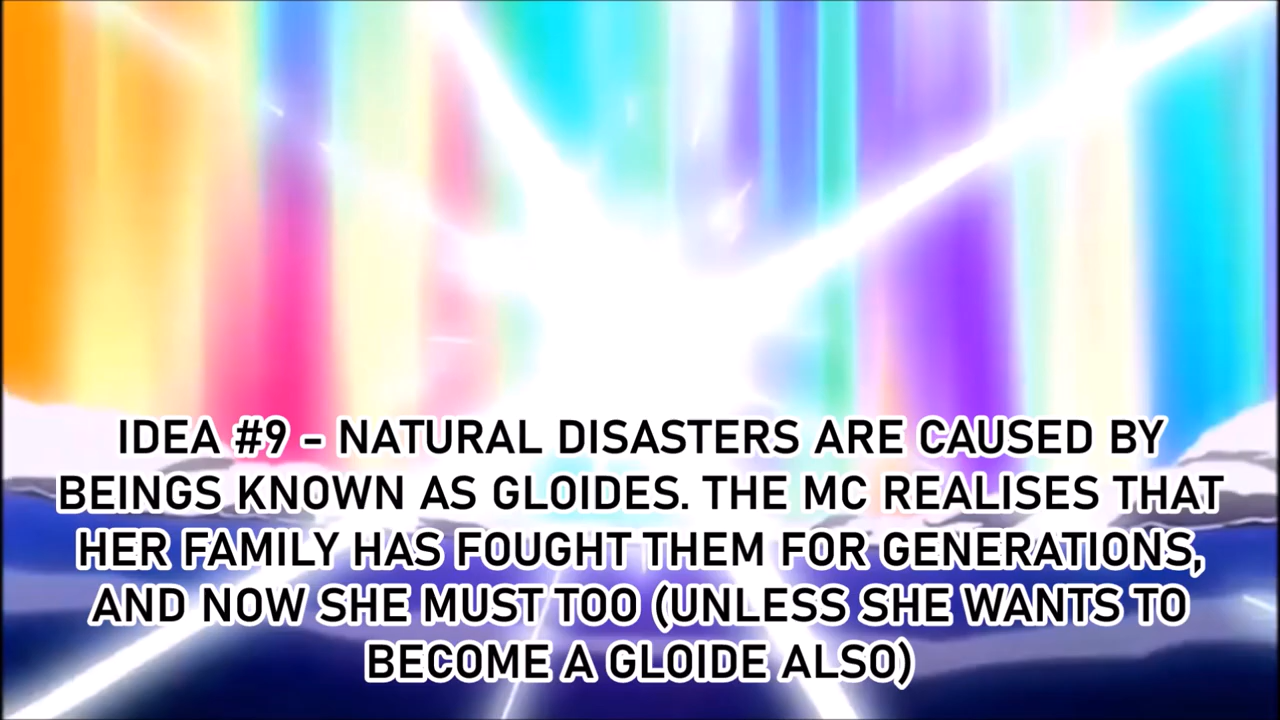 IDEA #9 – NATURAL DISASTERS ARE CAUSED BY
BEINGS KNOWN AS GLOIDES. THE MC REALISES THAT
HER FAMILY HAS FOUGHT THEM FOR GENERATIONS,
AND NOW SHE MUST TOO (UNLESS SHE WANTS TO
BECOME A GLOIDE ALSO)